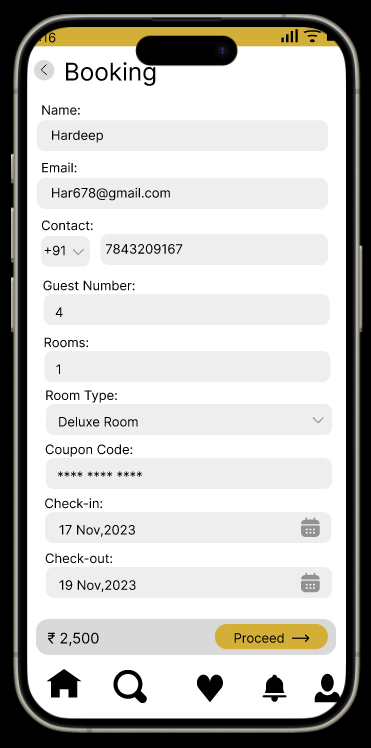 16
Booking
Name:
Hardeep
Email:
Har678@gmail.com
Contact:
+91 7843209167
Guest Number:
4
Rooms:
1
Room Type:
Deluxe Room
Coupon Code:
**** **** ****
Check-in:
17 Nov,2023
Check-out:
19 Nov,2023
₹ 2,500 Proceed →